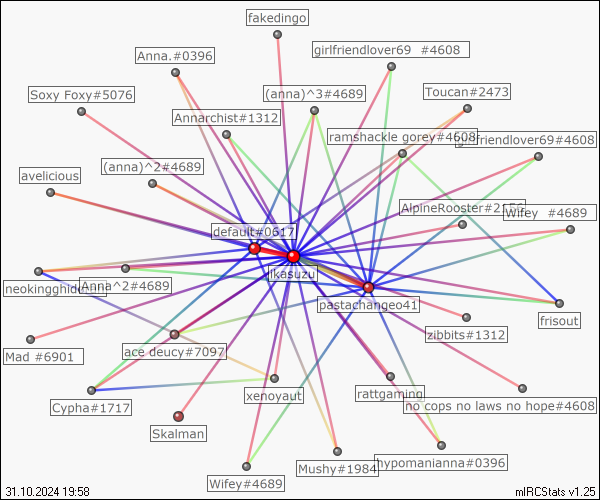 fakedingo
Anna.#0396
girlfriendlover69 #4608
Soxy Foxy#5076
(anna)^3#4689
Toucan#2473
Annarchist#1312
ramshackle gorey#4608
friendlover69#4608
(anna)^2#4689
avelicious
AlpineRooster#2156
Wifey #4689
default#0617
ikasuzu
neokingghidor
Anna^2#4689
pastachangeo41
frisout
zibbits#1312
Mad #6901
ace deucy#7097
xenoyaut
rattgaming
no cops no laws no hope#4608
Cypha#1717
Skalman
Mushy#1984
hypomanianna#0396
Wifey#4689
31.10.2024 19:58
mIRCStats v1.25